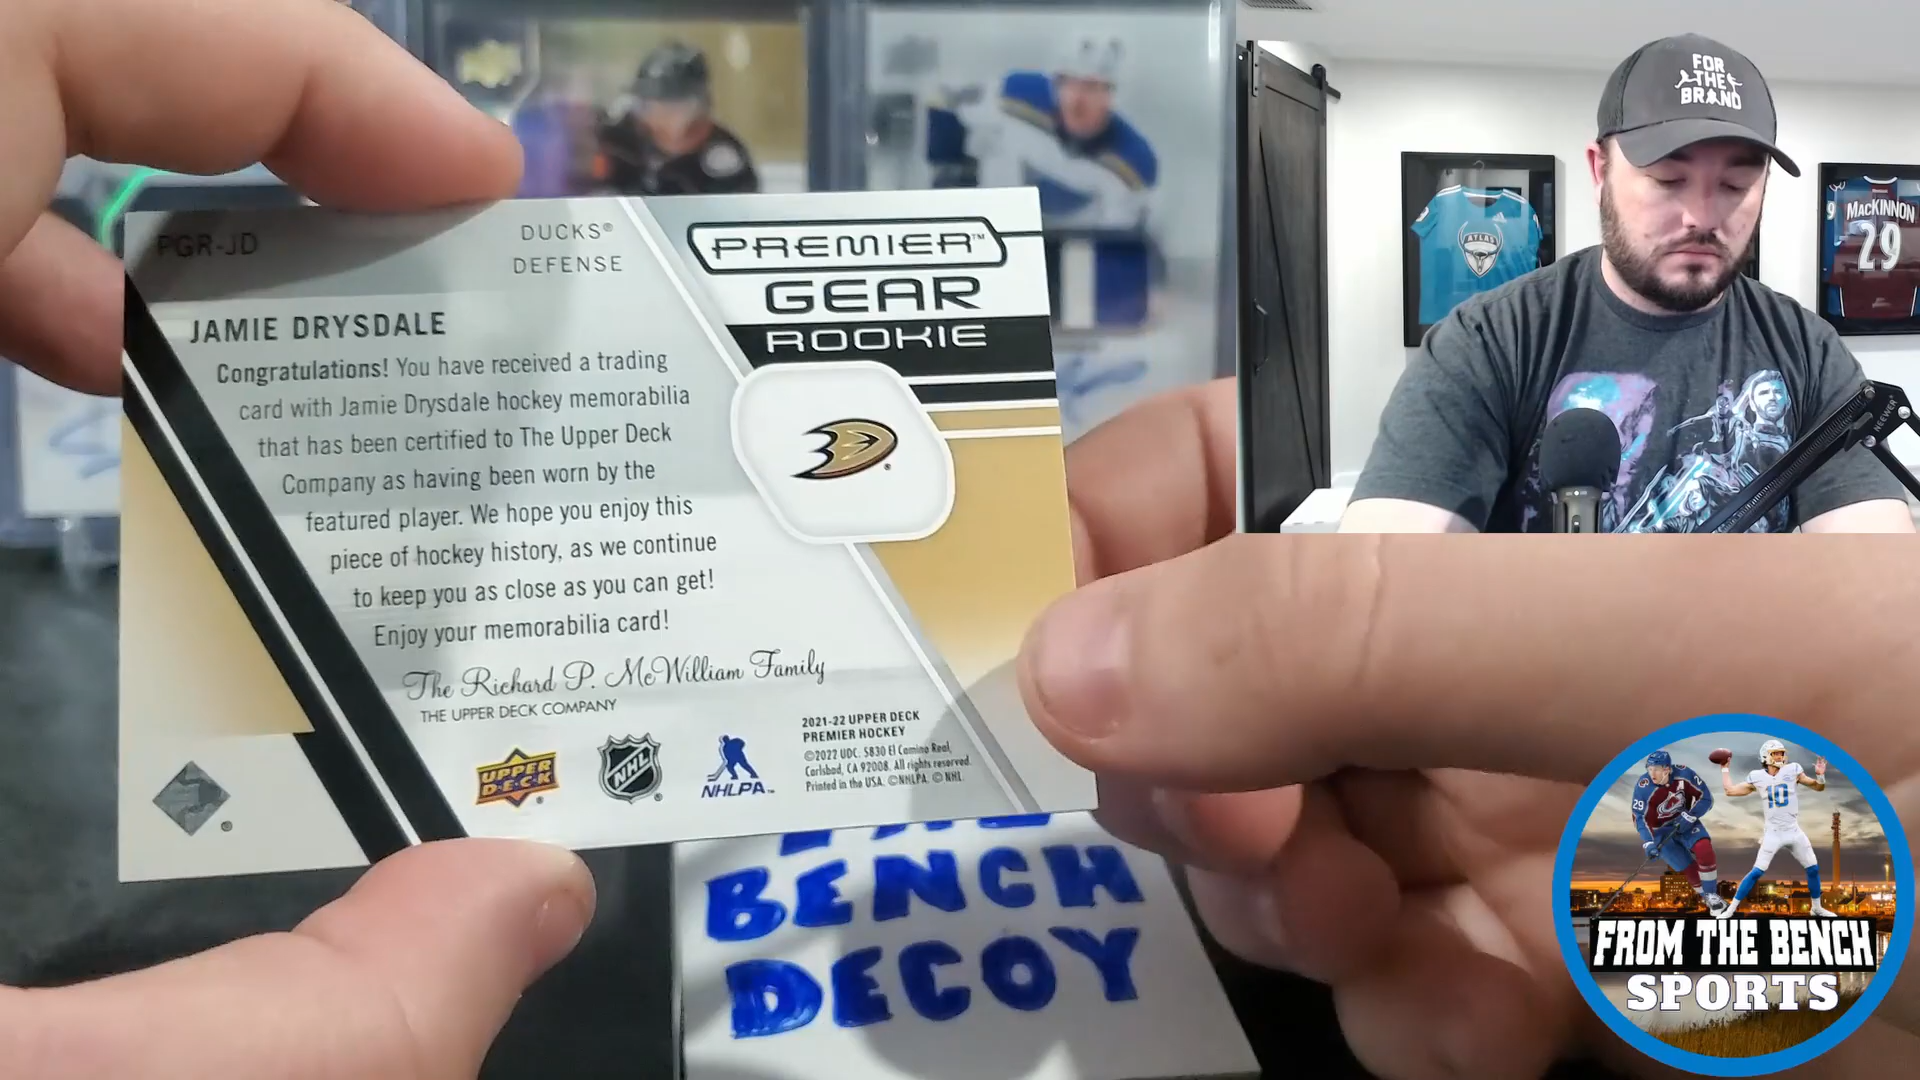 PGR-JD
DUCKS®
DEFENSE
PREMIER™
GEAR
ROOKIE
JAMIE DRYSDALE
Congratulations! You have received a trading
card with Jamie Drysdale hockey memorabilia
that has been certified to The Upper Deck
Company as having been worn by the
featured player. We hope you enjoy this
piece of hockey history, as we continue
to keep you as close as you can get!
Enjoy your memorabilia card!
The Richard P. McWilliam Family
THE UPPER DECK COMPANY
UPPER
DECK
NHL
NHLPA™
2021-22 UPPER DECK
PREMIER HOCKEY
©2022 UDC. 5830 El Camino Real,
Carlsbad, CA 92008. All rights reserved.
Printed in the USA. ©NHLPA. © NHL.
BENCH
DECOY
FOR
THE
BRAND
ATLAS
MACKINNON
29
NEEWER
29
10
FROM THE BENCH
SPORTS